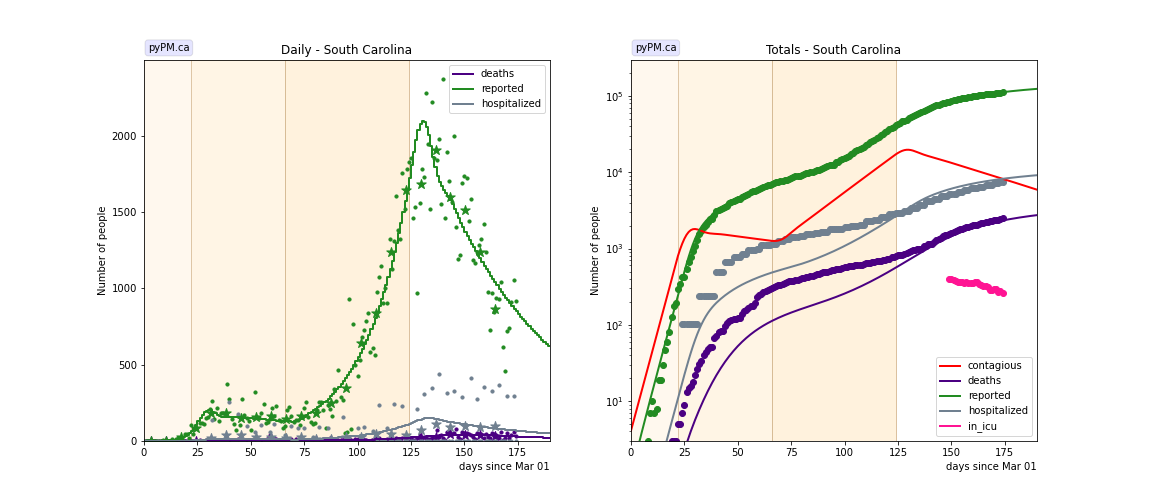 pyPM.ca
Daily - South Carolina
deaths
reported
hospitalized
Number of people
2000
1500
1000
500
0
0 25 50 75 100 125 150 175
days since Mar 01
pyPM.ca
Totals - South Carolina
Number of people
10^5
10^4
10^3
10^2
10^1
contagious
deaths
reported
hospitalized
in_icu
0 25 50 75 100 125 150 175
days since Mar 01